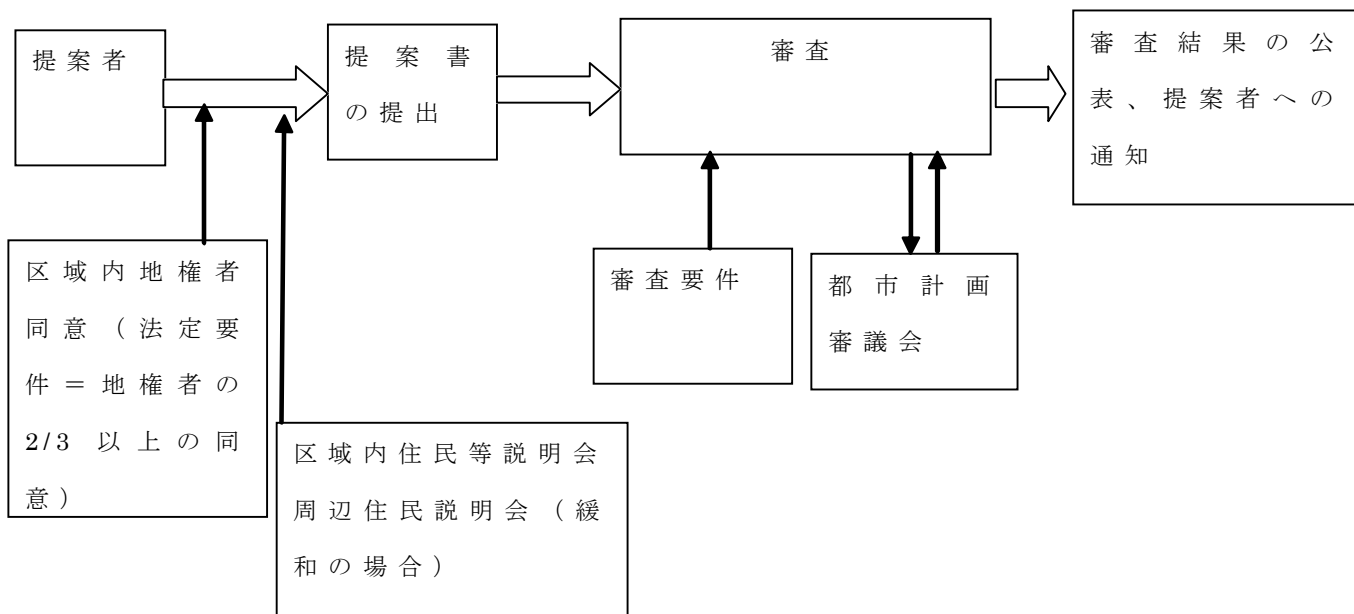 提案者
提案書
の提出
審査
審査結果の公
表、提案者への
通知
区域内地権者
同意（法定要
件＝地権者の
2/3 以上の同
意）
区域内住民等説明会
周辺住民説明会（緩
和の場合）
審査要件
都市計画
審議会